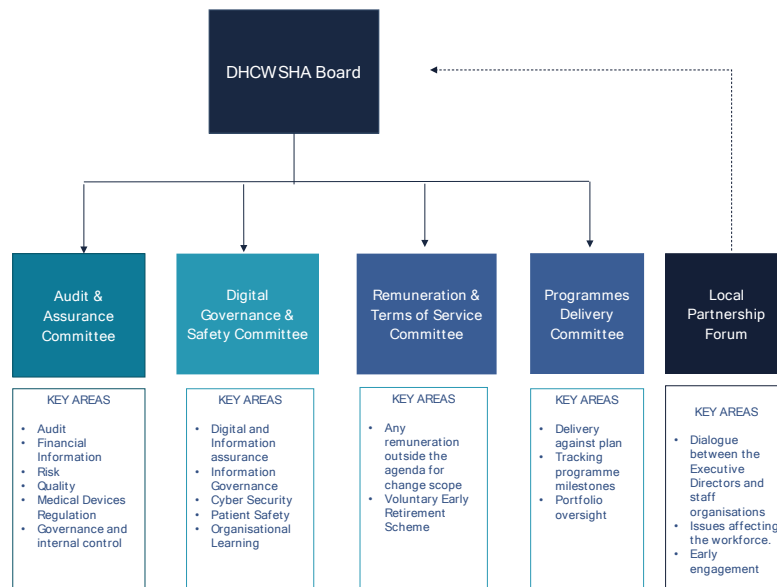 DHCWSHA Board
Audit &
Assurance
Committee
Digital
Governance &
Safety Committee
Remuneration &
Terms of Service
Committee
Programmes
Delivery
Committee
Local
Partnership
Forum
KEY AREAS
• Audit
• Financial
Information
• Risk
• Quality
• Medical Devices
Regulation
• Governance and
internal control
KEY AREAS
• Digital and
Information
assurance
• Information
Governance
• Cyber Security
• Patient Safety
• Organisational
Learning
KEY AREAS
• Any
remuneration
outside the
agenda for
change scope
• Voluntary Early
Retirement
Scheme
KEY AREAS
• Delivery
against plan
• Tracking
programme
milestones
• Portfolio
oversight
KEY AREAS
• Dialogue
between the
Executive
Directors and
staff
organisations
• Issues affecting
the workforce.
• Early
engagement